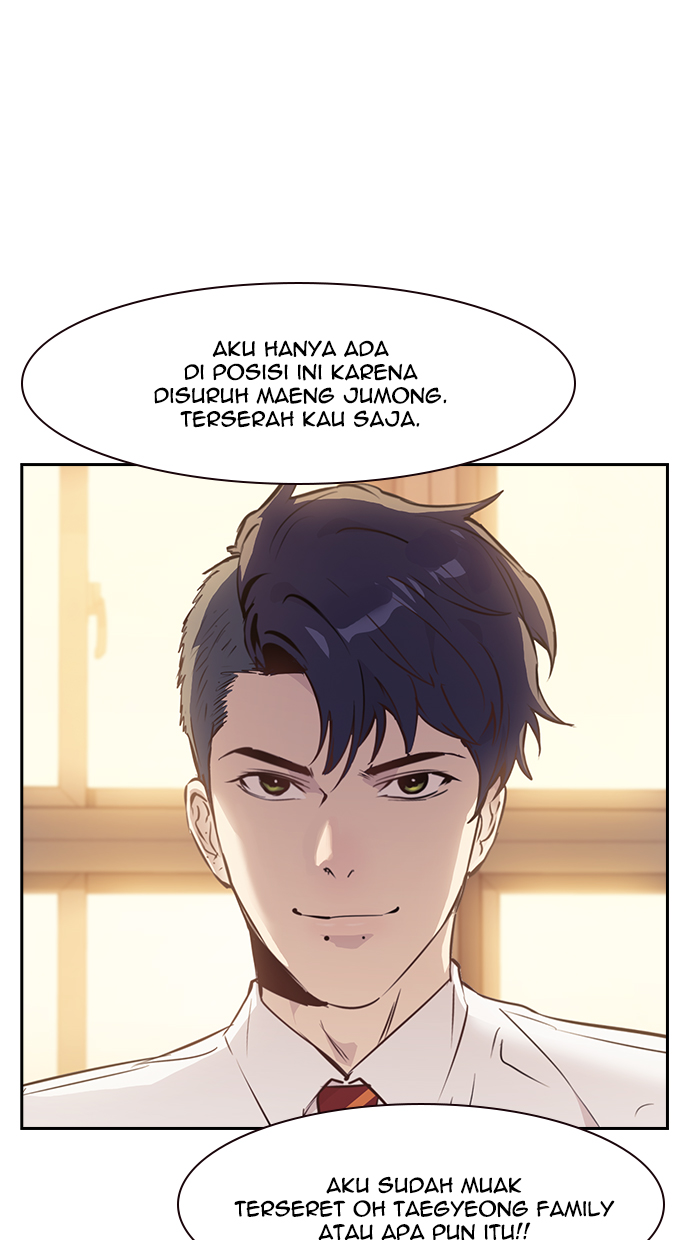 AKU HANYA ADA
DI POSISI INI KARENA
DISURUH MAENG JUMONG.
TERSERAH KAU SAJA.
AKU SUDAH MUAK
TERSERET OH TAEGYEONG FAMILY
ATAU APA PUN ITU!!